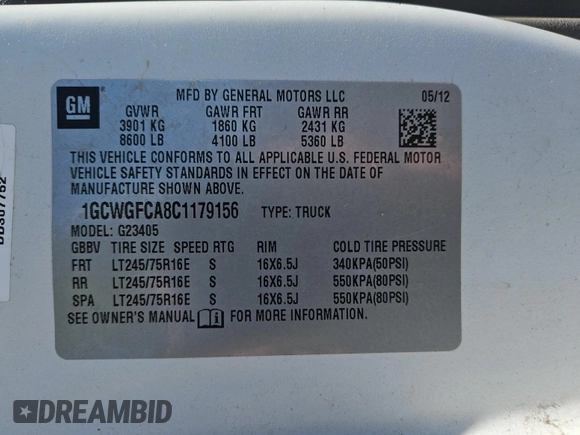 GM
MFD BY GENERAL MOTORS LLC 05/12
GVWR GAWR FRT GAWR RR
3901 KG 1860 KG 2431 KG
8600 LB 4100 LB 5360 LB
THIS VEHICLE CONFORMS TO ALL APPLICABLE U.S. FEDERAL MOTOR
VEHICLE SAFETY STANDARDS IN EFFECT ON THE DATE OF
MANUFACTURE SHOWN ABOVE.
1GCWGFCA8C1179156 TYPE: TRUCK
MODEL: G23405
GBBV TIRE SIZE SPEED RTG RIM COLD TIRE PRESSURE
FRT LT245/75R16E S 16X6.5J 340KPA(50PSI)
RR LT245/75R16E S 16X6.5J 550KPA(80PSI)
SPA LT245/75R16E S 16X6.5J 550KPA(80PSI)
SEE OWNER'S MANUAL i FOR MORE INFORMATION.
DREAMBID